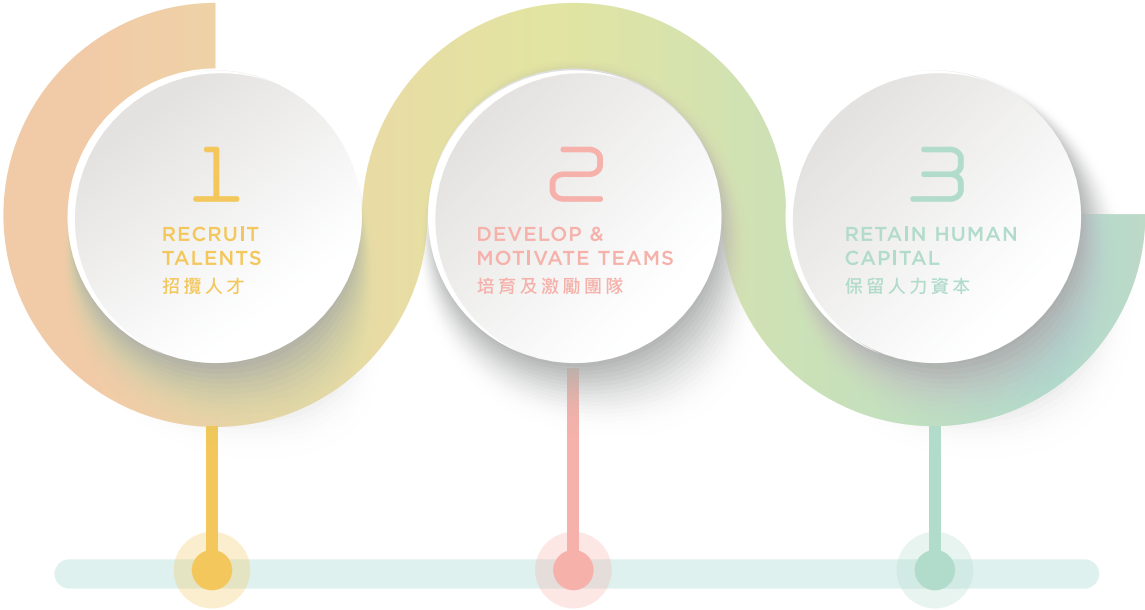 1
RECRUIT
TALENTS
招攬人才
2
DEVELOP &
MOTIVATE TEAMS
培育及激勵團隊
3
RETAIN HUMAN
CAPITAL
保留人力資本